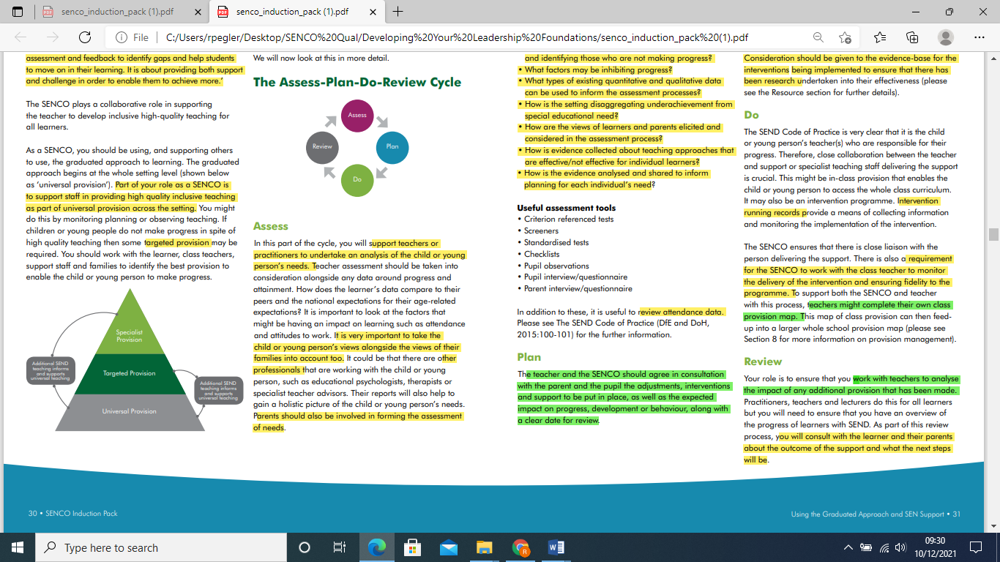 senco_induction_pack (1).pdf
senco_induction_pack (1).pdf
File
C:/Users/rpegler/Desktop/SENCO%20Qual/Developing%20Your%20Leadership%20Foundations/senco_induction_pack%20(1).pdf
assessment and feedback to identify gaps and help students
to move on in their learning. It is about providing both support
and challenge in order to enable them to achieve more.’
The SENCO plays a collaborative role in supporting
the teacher to develop inclusive high-quality teaching for
all learners.
As a SENCO, you should be using, and supporting others
to use, the graduated approach to learning. The graduated
approach begins at the whole setting level (shown below
as ‘universal provision’). Part of your role as a SENCO is
to support staff in providing high quality inclusive teaching
as part of universal provision across the setting. You might
do this by monitoring planning or observing teaching. If
children or young people do not make progress in spite of
high quality teaching then some targeted provision may be
required. You should work with the learner, class teachers,
support staff and families to identify the best provision to
enable the child or young person to make progress.
Specialist
Provision
Additional SEND
teaching informs
and supports
universal teaching
Targeted Provision
Additional SEND
teaching informs
and supports
universal teaching
Universal Provision
We will now look at this in more detail.
The Assess-Plan-Do-Review Cycle
Assess
Review
Plan
Do
Assess
In this part of the cycle, you will support teachers or
practitioners to undertake an analysis of the child or young
person’s needs. Teacher assessment should be taken into
consideration alongside any data around progress and
attainment. How does the learner’s data compare to their
peers and the national expectations for their age-related
expectations? It is important to look at the factors that
might be having an impact on learning such as attendance
and attitudes to work. It is very important to take the
child or young person’s views alongside the views of their
families into account too. It could be that there are other
professionals that are working with the child or young
person, such as educational psychologists, therapists or
specialist teacher advisors. Their reports will also help to
gain a holistic picture of the child or young person’s needs.
Parents should also be involved in forming the assessment
of needs.
and identifying those who are not making progress?
• What factors may be inhibiting progress?
• What types of existing quantitative and qualitative data
can be used to inform the assessment processes?
• How is the setting disaggregating underachievement from
special educational need?
• How are the views of learners and parents elicited and
considered in the assessment process?
• How is evidence collected about teaching approaches that
are effective/not effective for individual learners?
• How is the evidence analysed and shared to inform
planning for each individual’s need?
Useful assessment tools
• Criterion referenced tests
• Screeners
• Standardised tests
• Checklists
• Pupil observations
• Pupil interview/questionnaire
• Parent interview/questionnaire
In addition to these, it is useful to review attendance data.
Please see The SEND Code of Practice (DfE and DoH,
2015:100-101) for the further information.
Plan
The teacher and the SENCO should agree in consultation
with the parent and the pupil the adjustments, interventions
and support to be put in place, as well as the expected
impact on progress, development or behaviour, along with
a clear date for review.
Consideration should be given to the evidence-base for the
interventions being implemented to ensure that there has
been research undertaken into their effectiveness (please
see the Resource section for further details).
Do
The SEND Code of Practice is very clear that it is the child
or young person’s teacher(s) who are responsible for their
progress. Therefore, close collaboration between the teacher
and support or specialist teaching staff delivering the support
is crucial. This might be in-class provision that enables the
child or young person to access the whole class curriculum.
It may also be an intervention programme. Intervention
running records provide a means of collecting information
and monitoring the implementation of the intervention.
The SENCO ensures that there is close liaison with the
person delivering the support. There is also a requirement
for the SENCO to work with the class teacher to monitor
the delivery of the intervention and ensuring fidelity to the
programme. To support both the SENCO and teacher
with this process, teachers might complete their own class
provision map. This map of class provision can then feed-
up into a larger whole school provision map (please see
Section 8 for more information on provision management).
Review
Your role is to ensure that you work with teachers to analyse
the impact of any additional provision that has been made.
Practitioners, teachers and lecturers do this for all learners
but you will need to ensure that you have an overview of
the progress of learners with SEND. As part of this review
process, you will consult with the learner and their parents
about the outcome of the support and what the next steps
will be.
30 • SENCO Induction Pack
Using the Graduated Approach and SEN Support • 31
Type here to search
09:30
10/12/2021